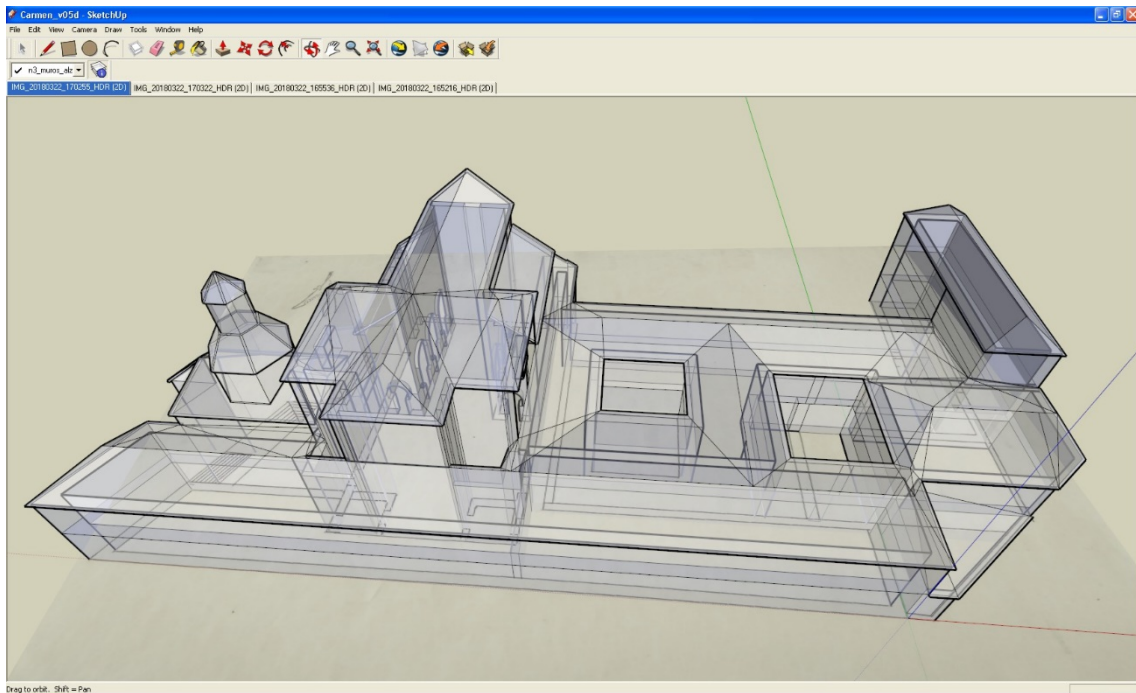 Carmen_v05d - SketchUp
File Edit View Camera Draw Tools Window Help
n3_muros_alz
IMG_20180322_170255_HDR (2D) IMG_20180322_170322_HDR (2D) IMG_20180322_165536_HDR (2D) IMG_20180322_165216_HDR (2D)
Drag to orbit. Shift = Pan